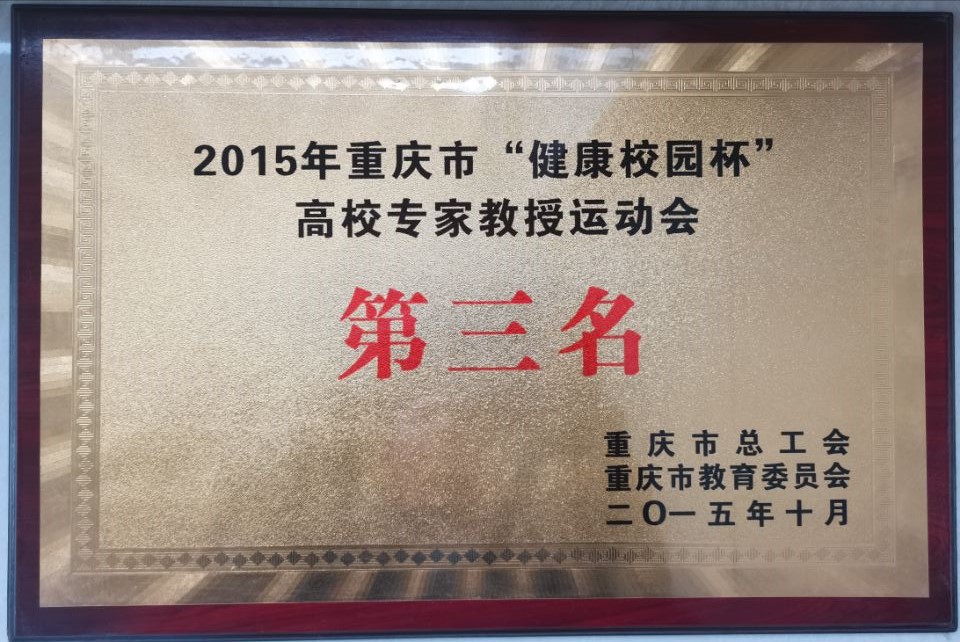 2015年重庆市“健康校园杯”
高校专家教授运动会
第三名
重庆市总工会
重庆市教育委员会
二〇一五年十月